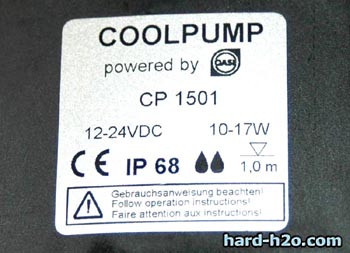 COOLPUMP
powered by OASE
CP 1501
12-24VDC 10-17W
CE IP 68 1,0 m
Gebrauchsanweisung beachten!
Follow operation instructions!
Faire attention aux instructions!
hard-h2o.com